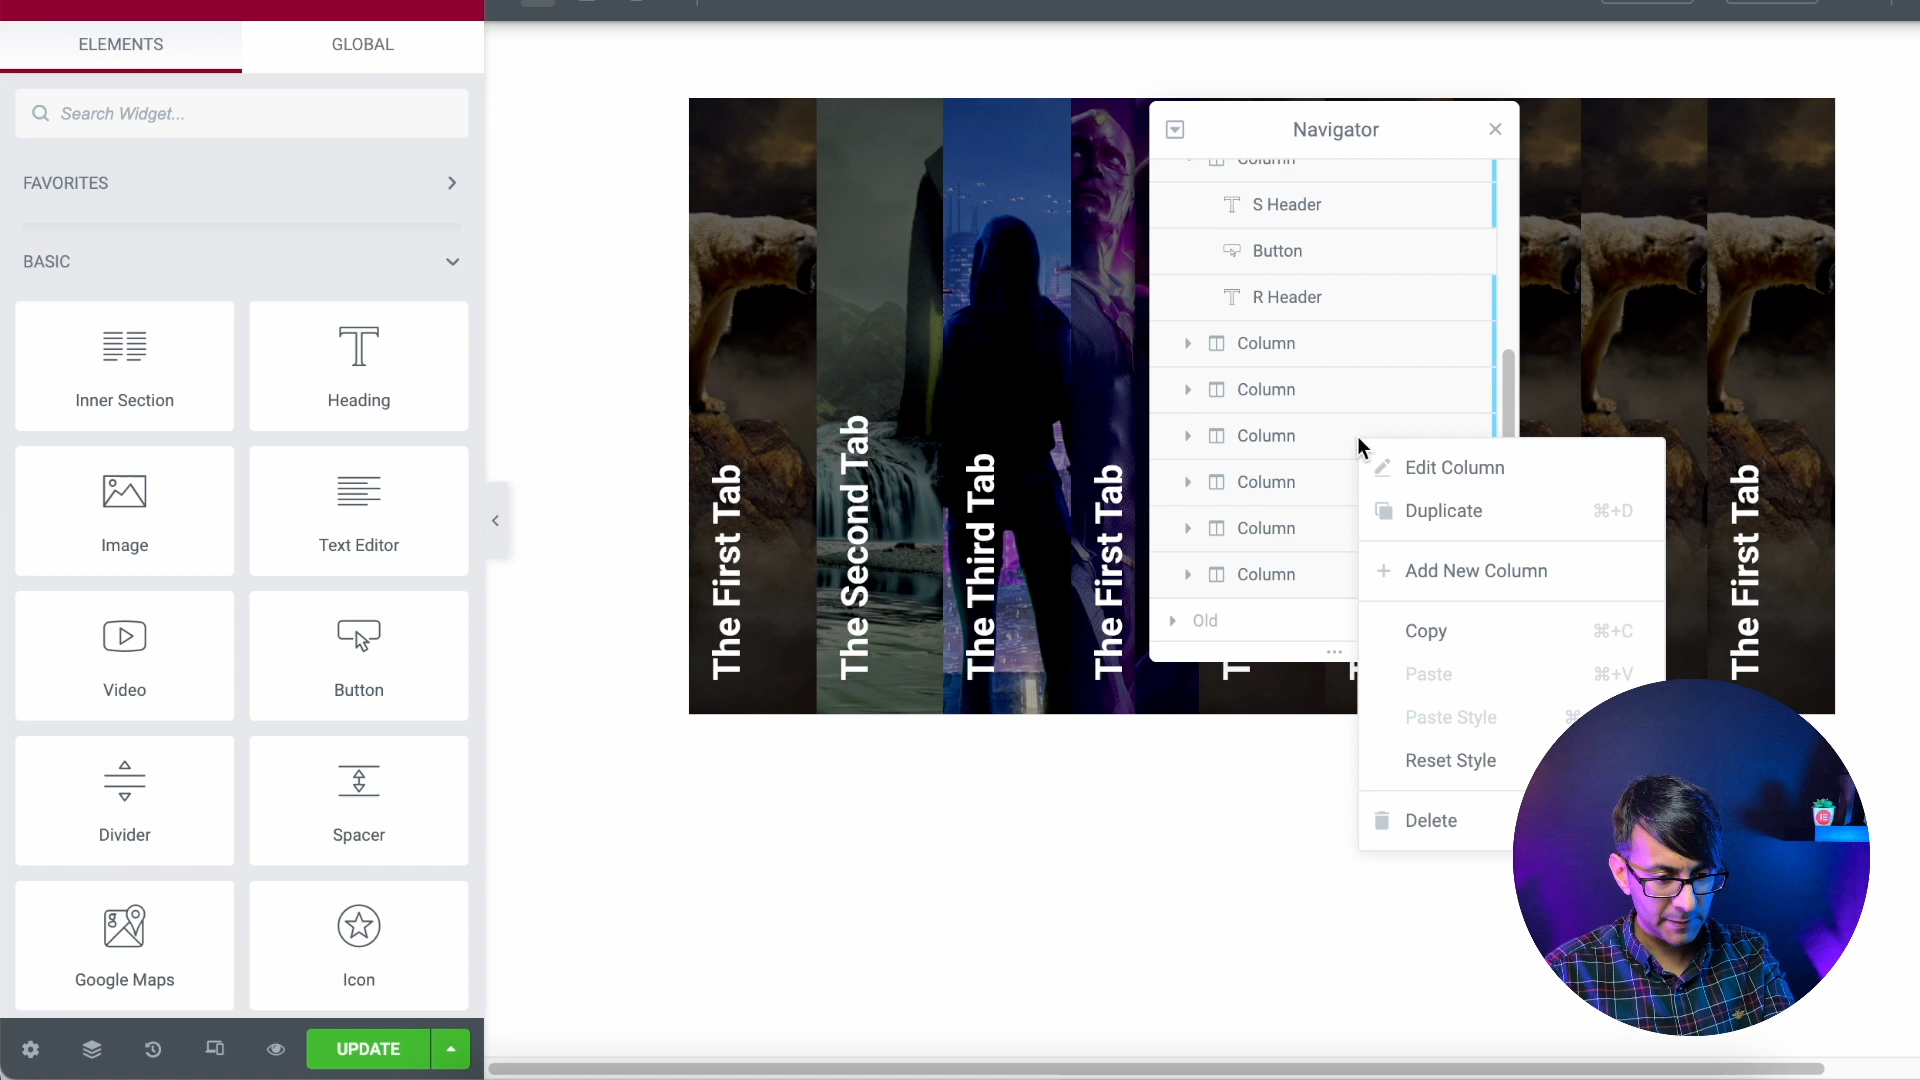 ELEMENTS
GLOBAL
Search Widget...
FAVORITES
BASIC
Inner Section
Heading
Image
Text Editor
Video
Button
Divider
Spacer
Google Maps
Icon
UPDATE
The First Tab
The Second Tab
The Third Tab
The First Tab
The First Tab
Navigator
Column
S Header
Button
R Header
Column
Column
Column
Column
Column
Column
Old
Edit Column
Duplicate ⌘+D
Add New Column
Copy ⌘+C
Paste ⌘+V
Paste Style ⌘
Reset Style
Delete